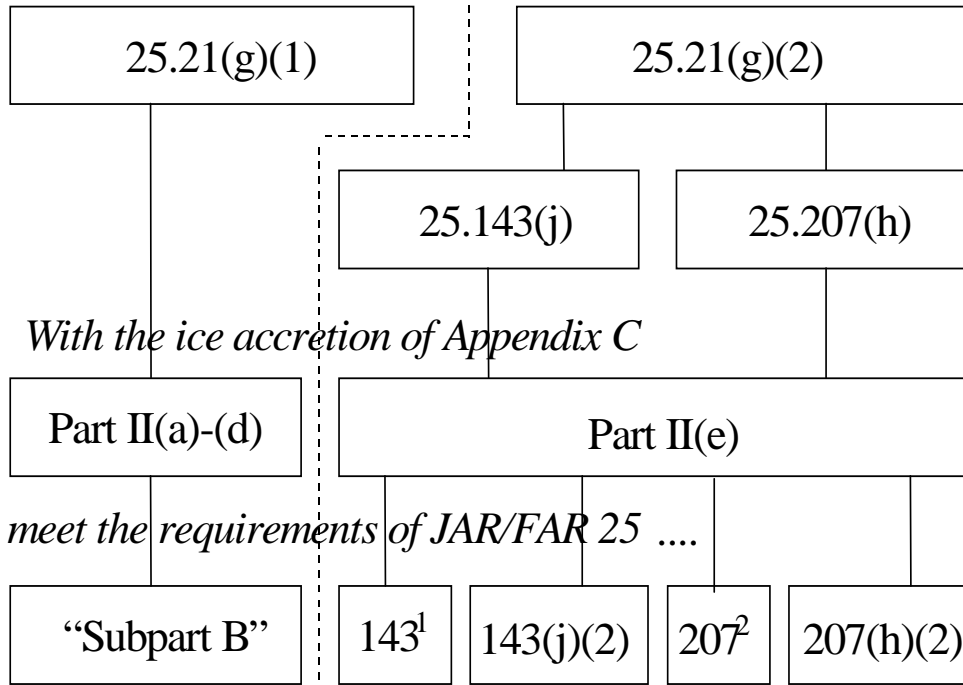 25.21(g)(1) 25.21(g)(2)
25.143(j) 25.207(h)
With the ice accretion of Appendix C
Part II(a)-(d) Part II(e)
meet the requirements of JAR/FAR 25 ....
“Subpart B” 143¹ 143(j)(2) 207² 207(h)(2)